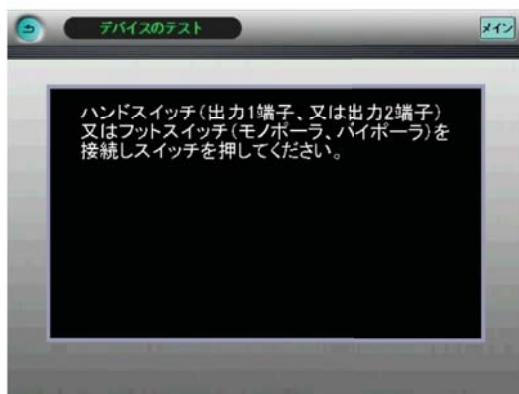 デバイスのテスト
メイン
ハンドスイッチ(出力1端子、又は出力2端子)
又はフットスイッチ(モノポーラ、バイポーラ)を
接続しスイッチを押してください。